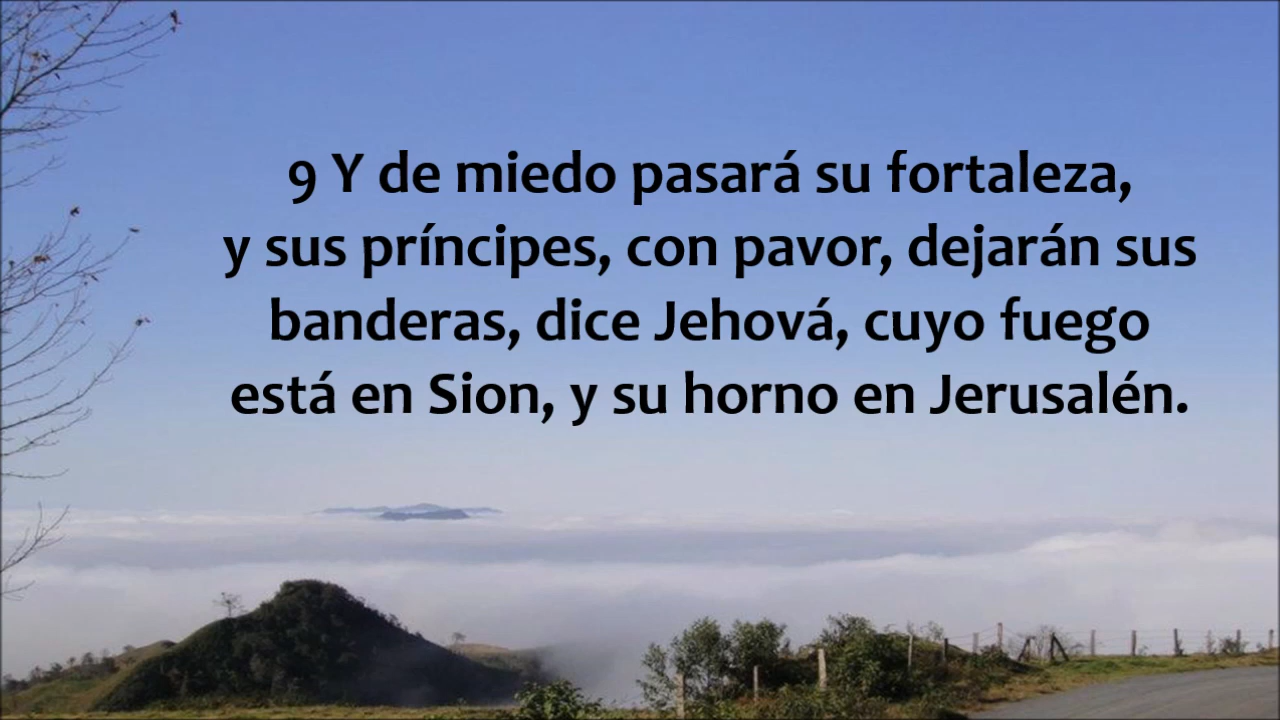 9 Y de miedo pasará su fortaleza,
y sus príncipes, con pavor, dejarán sus
banderas, dice Jehová, cuyo fuego
está en Sion, y su horno en Jerusalén.